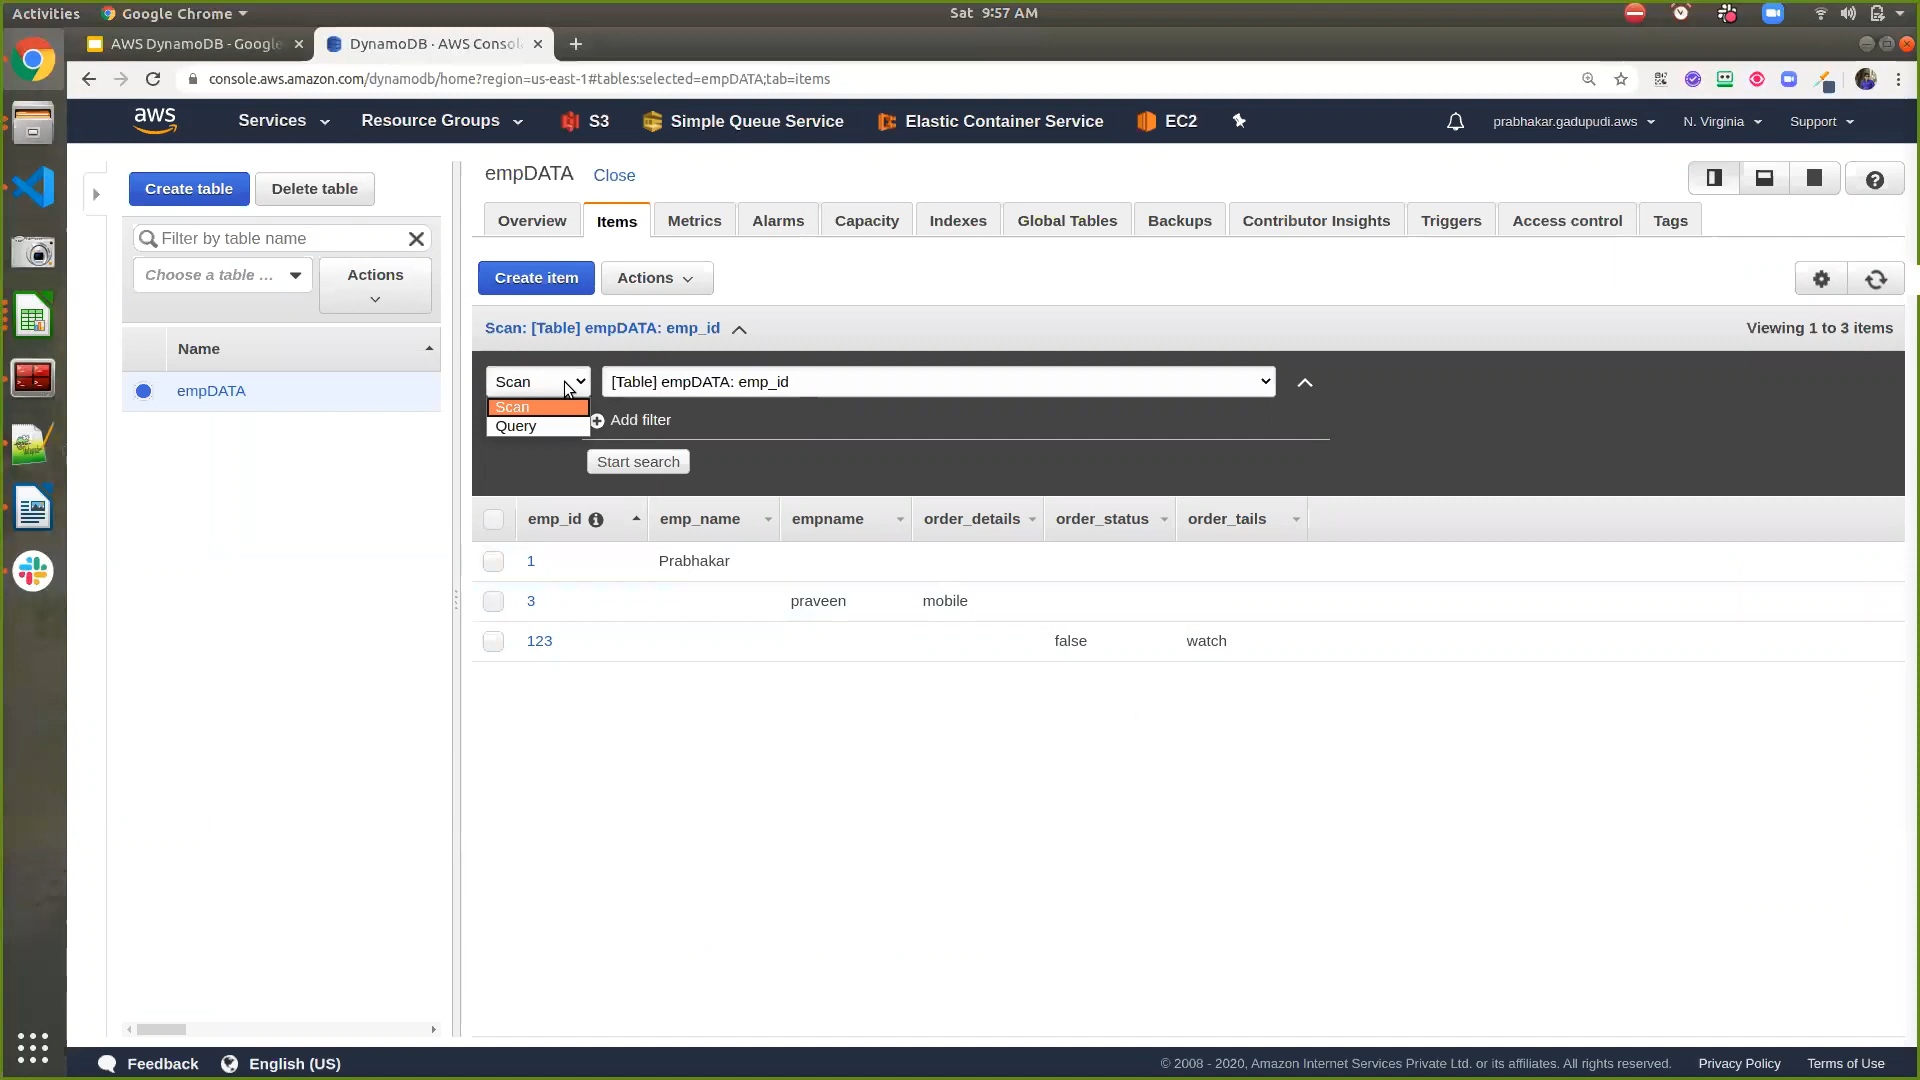 Activities Google Chrome Sat 9:57 AM
AWS DynamoDB - Google DynamoDB · AWS Consol
console.aws.amazon.com/dynamodb/home?region=us-east-1#tables:selected=empDATA;tab=items
aws Services Resource Groups S3 Simple Queue Service Elastic Container Service EC2 prabhakar.gadupudi.aws N. Virginia Support
Create table Delete table
Filter by table name
Choose a table ... Actions
Name
empDATA
empDATA Close
Overview Items Metrics Alarms Capacity Indexes Global Tables Backups Contributor Insights Triggers Access control Tags
Create item Actions
Scan: [Table] empDATA: emp_id Viewing 1 to 3 items
Scan [Table] empDATA: emp_id
Scan
Query
Add filter
Start search
emp_id emp_name empname order_details order_status order_tails
1 Prabhakar
3 praveen mobile
123 false watch
Feedback English (US) © 2008 - 2020, Amazon Internet Services Private Ltd. or its affiliates. All rights reserved. Privacy Policy Terms of Use